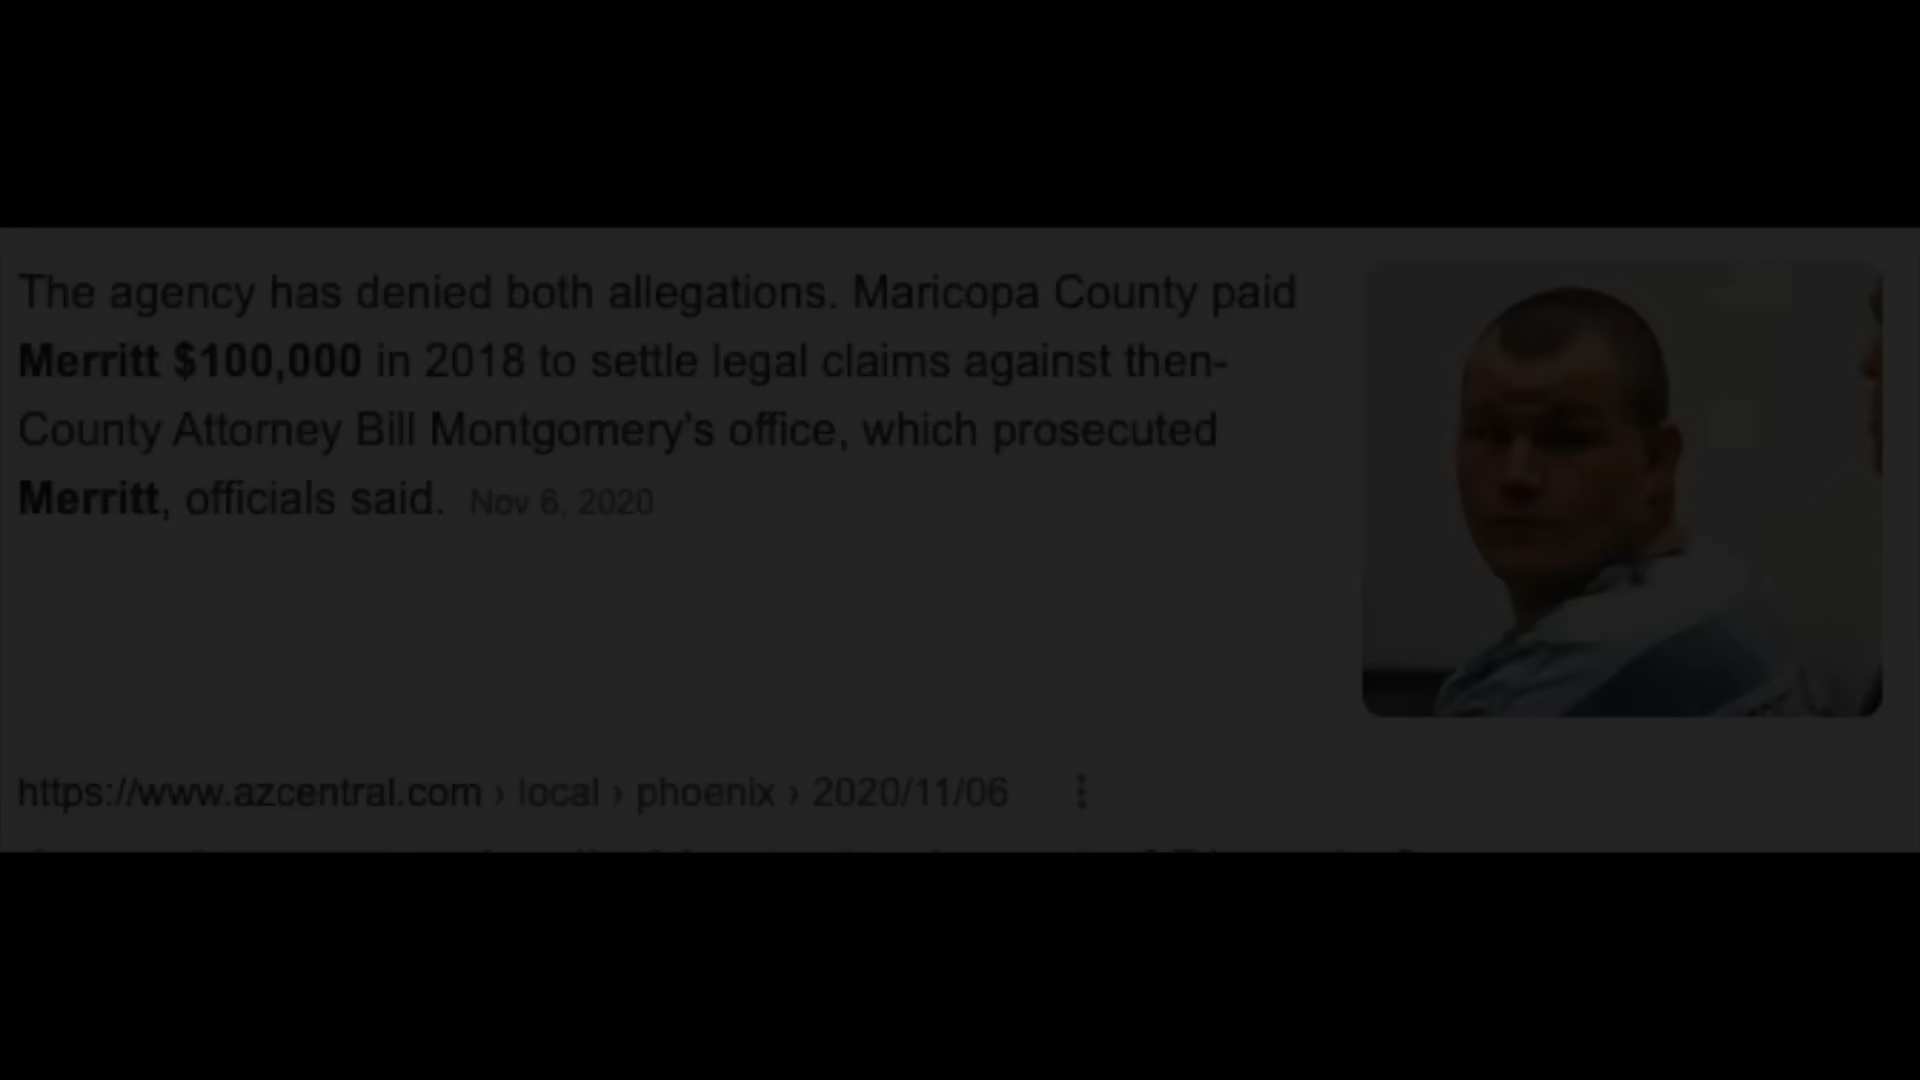 The agency has denied both allegations. Maricopa County paid
Merritt $100,000 in 2018 to settle legal claims against then-
County Attorney Bill Montgomery's office, which prosecuted
Merritt, officials said. Nov 6, 2020
https://www.azcentral.com › local › phoenix › 2020/11/06